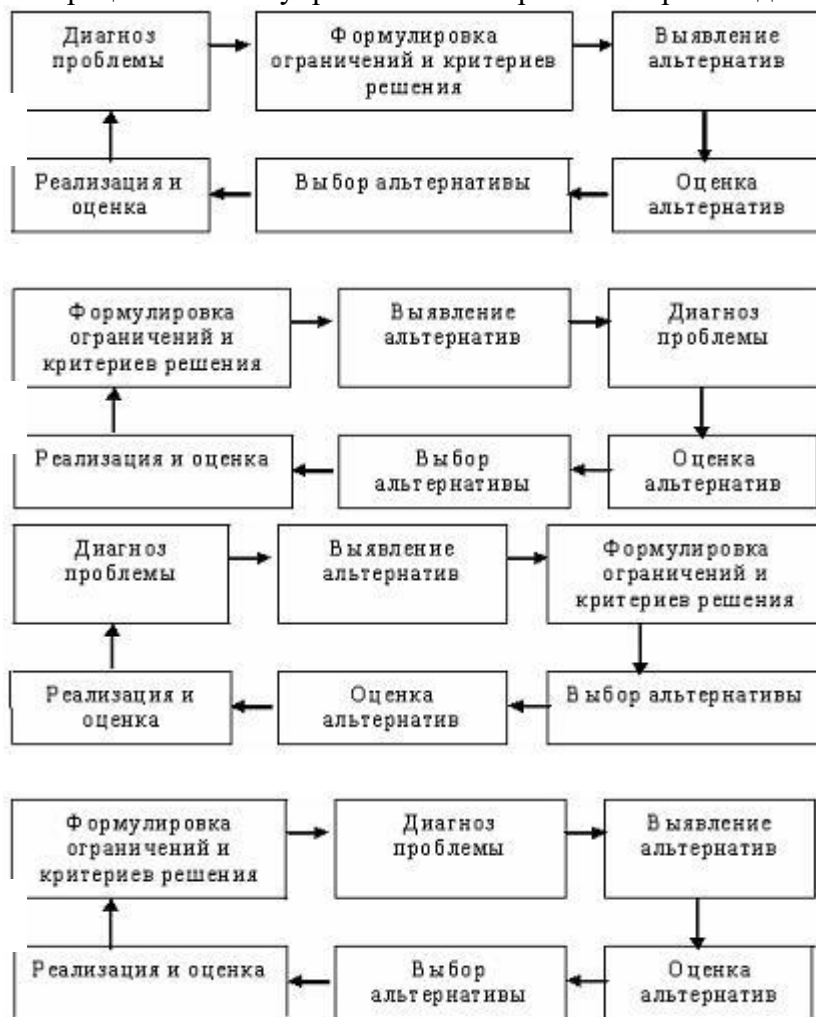 Диагноз
проблемы
Формулировка
ограничений и критериев
решения
Выявление
альтернатив
Реализация и
оценка
Выбор альтернативы
Оценка
альтернатив
Формулировка
ограничений и
критериев решения
Выявление
альтернатив
Диагноз
проблемы
Реализация и оценка
Выбор
альтернативы
Оценка
альтернатив
Диагноз
проблемы
Выявление
альтернатив
Формулировка
ограничений и
критериев решения
Реализация и
оценка
Оценка
альтернатив
Выбор альтернативы
Формулировка
ограничений и
критериев решения
Диагноз
проблемы
Выявление
альтернатив
Реализация и оценка
Выбор
альтернативы
Оценка
альтернатив